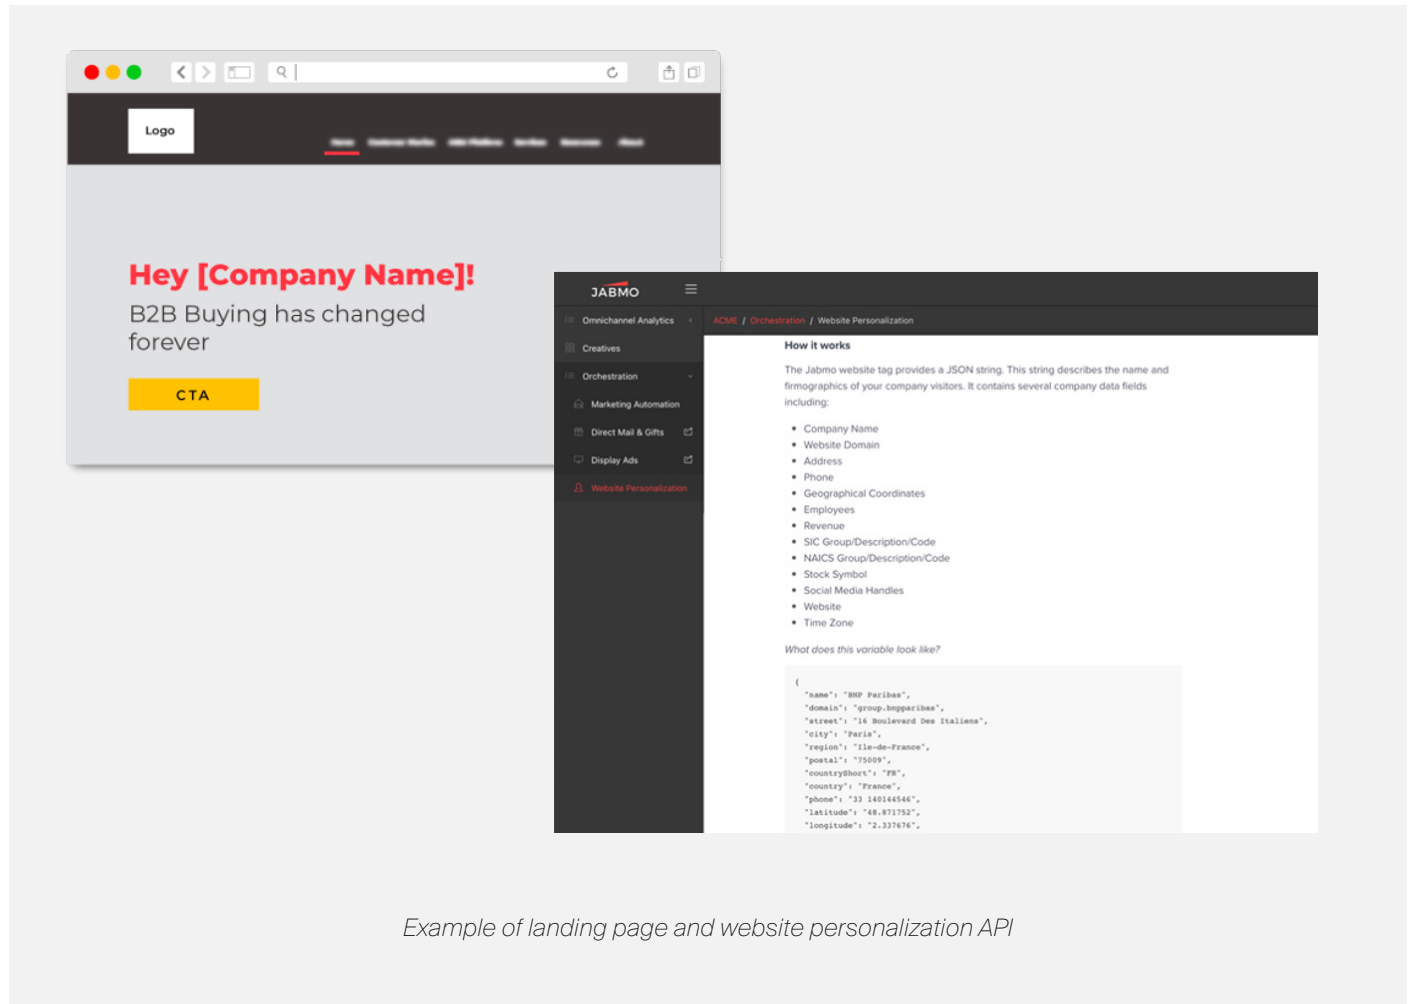 Logo
Home
Services
Resources
About
Hey [Company Name]!
B2B Buying has changed
forever
CTA
JABMO
Omnichannel Analytics
Creatives
Orchestration
Marketing Automation
Direct Mail & Gifts
Display Ads
Website Personalization
ACME / Orchestration / Website Personalization
How it works
The Jabmo website tag provides a JSON string. This string describes the name and
firmographics of your company visitors. It contains several company data fields
including:
• Company Name
• Website Domain
• Address
• Phone
• Geographical Coordinates
• Employees
• Revenue
• SIC Group/Description/Code
• NAICS Group/Description/Code
• Stock Symbol
• Social Media Handles
• Website
• Time Zone
What does this variable look like?
{
"name": "BNP Paribas",
"domain": "group.bnpparibas",
"street": "16 Boulevard Des Italiens",
"city": "Paris",
"region": "Ile-de-France",
"postal": "75009",
"countryShort": "FR",
"country": "France",
"phone": "33 140144546",
"latitude": "48.871752",
"longitude": "2.337676",
Example of landing page and website personalization API